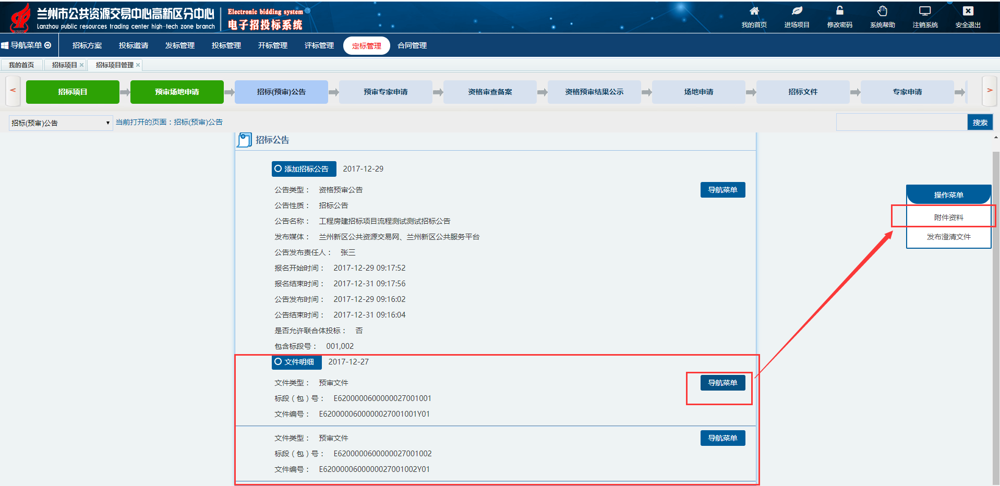 兰州市公共资源交易中心高新区分中心
Lanzhou public resources trading center high-tech zone branch
Electronic bidding system
电子招投标系统
我的首页 进场项目 修改密码 系统帮助 注销系统 安全退出
导航菜单 招标方案 投标邀请 发标管理 投标管理 开标管理 评标管理 定标管理 合同管理
我的首页 招标项目 × 招标项目管理 ×
< 招标项目 预审场地申请 招标(预审)公告 预审专家申请 资格审查备案 资格预审结果公示 场地申请 招标文件 专家申请 >
招标(预审)公告 当前打开的页面：招标(预审)公告 搜索
招标公告
添加招标公告 2017-12-29
公告类型： 资格预审公告 导航菜单
公告性质： 招标公告
公告名称： 工程房建招标项目流程测试测试招标公告
发布媒体： 兰州新区公共资源交易网、兰州新区公共服务平台
公告发布责任人： 张三
报名开始时间： 2017-12-29 09:17:52
报名结束时间： 2017-12-31 09:17:56
公告发布时间： 2017-12-29 09:16:02
公告结束时间： 2017-12-31 09:16:04
是否允许联合体投标： 否
包含标段号： 001,002
文件明细 2017-12-27
文件类型： 预审文件 导航菜单
标段（包）号： E6200000600000027001001
文件编号： E6200000600000027001001Y01
文件类型： 预审文件 导航菜单
标段（包）号： E6200000600000027001002
文件编号： E6200000600000027001002Y01
操作菜单
附件资料
发布澄清文件